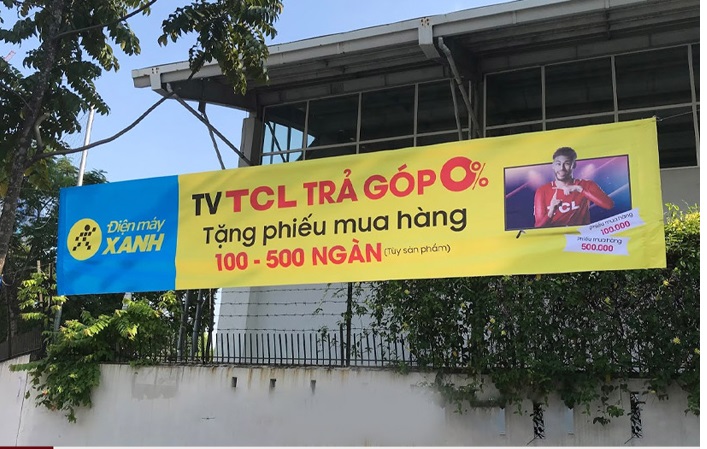 Điện máy
XANH
TV TCL TRẢ GÓP 0%
Tặng phiếu mua hàng
100 - 500 NGÀN (Tùy sản phẩm)
TCL
Phiếu mua hàng
100.000
Phiếu mua hàng
500.000